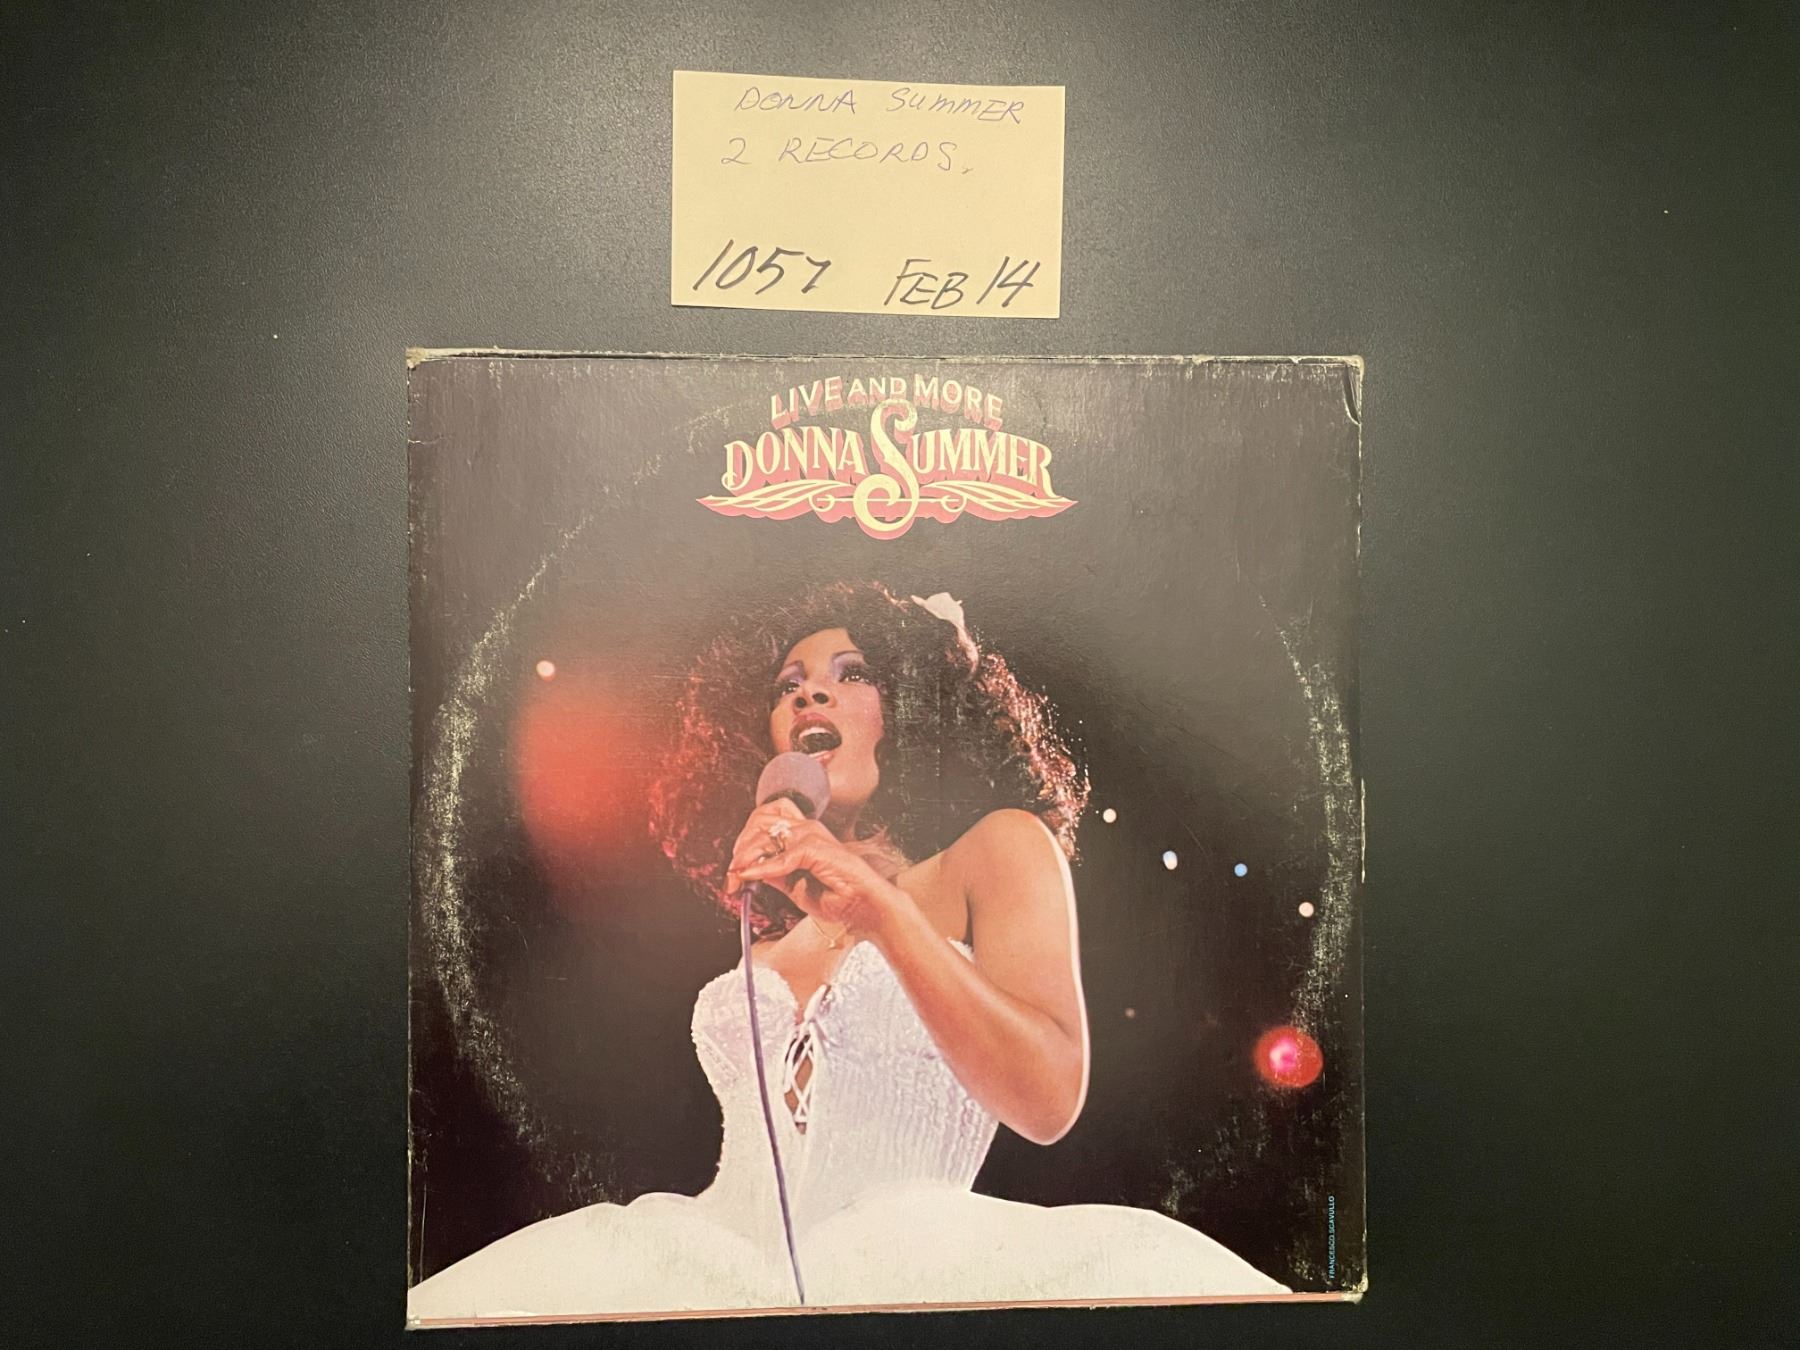 DONNA SUMMER
2 RECORDS.
1057 FEB 14
LIVE AND MORE
DONNA SUMMER
FRANCESCO SCAVULLO